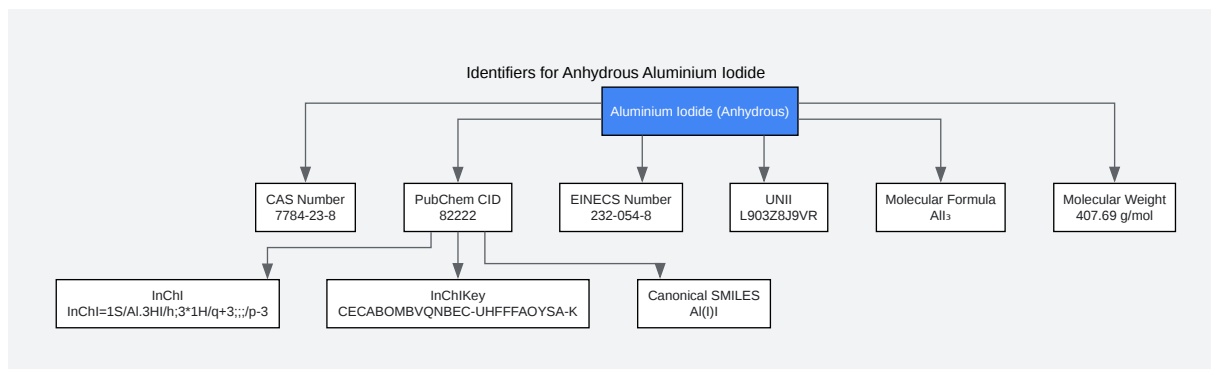 Identifiers for Anhydrous Aluminium Iodide
Aluminium Iodide (Anhydrous)
CAS Number
7784-23-8
PubChem CID
82222
EINECS Number
232-054-8
UNII
L903Z8J9VR
Molecular Formula
AlI₃
Molecular Weight
407.69 g/mol
InChI
InChI=1S/Al.3HI/h;3*1H/q+3;;;/p-3
InChIKey
CECABOMBVQNBEC-UHFFFAOYSA-K
Canonical SMILES
Al(I)I